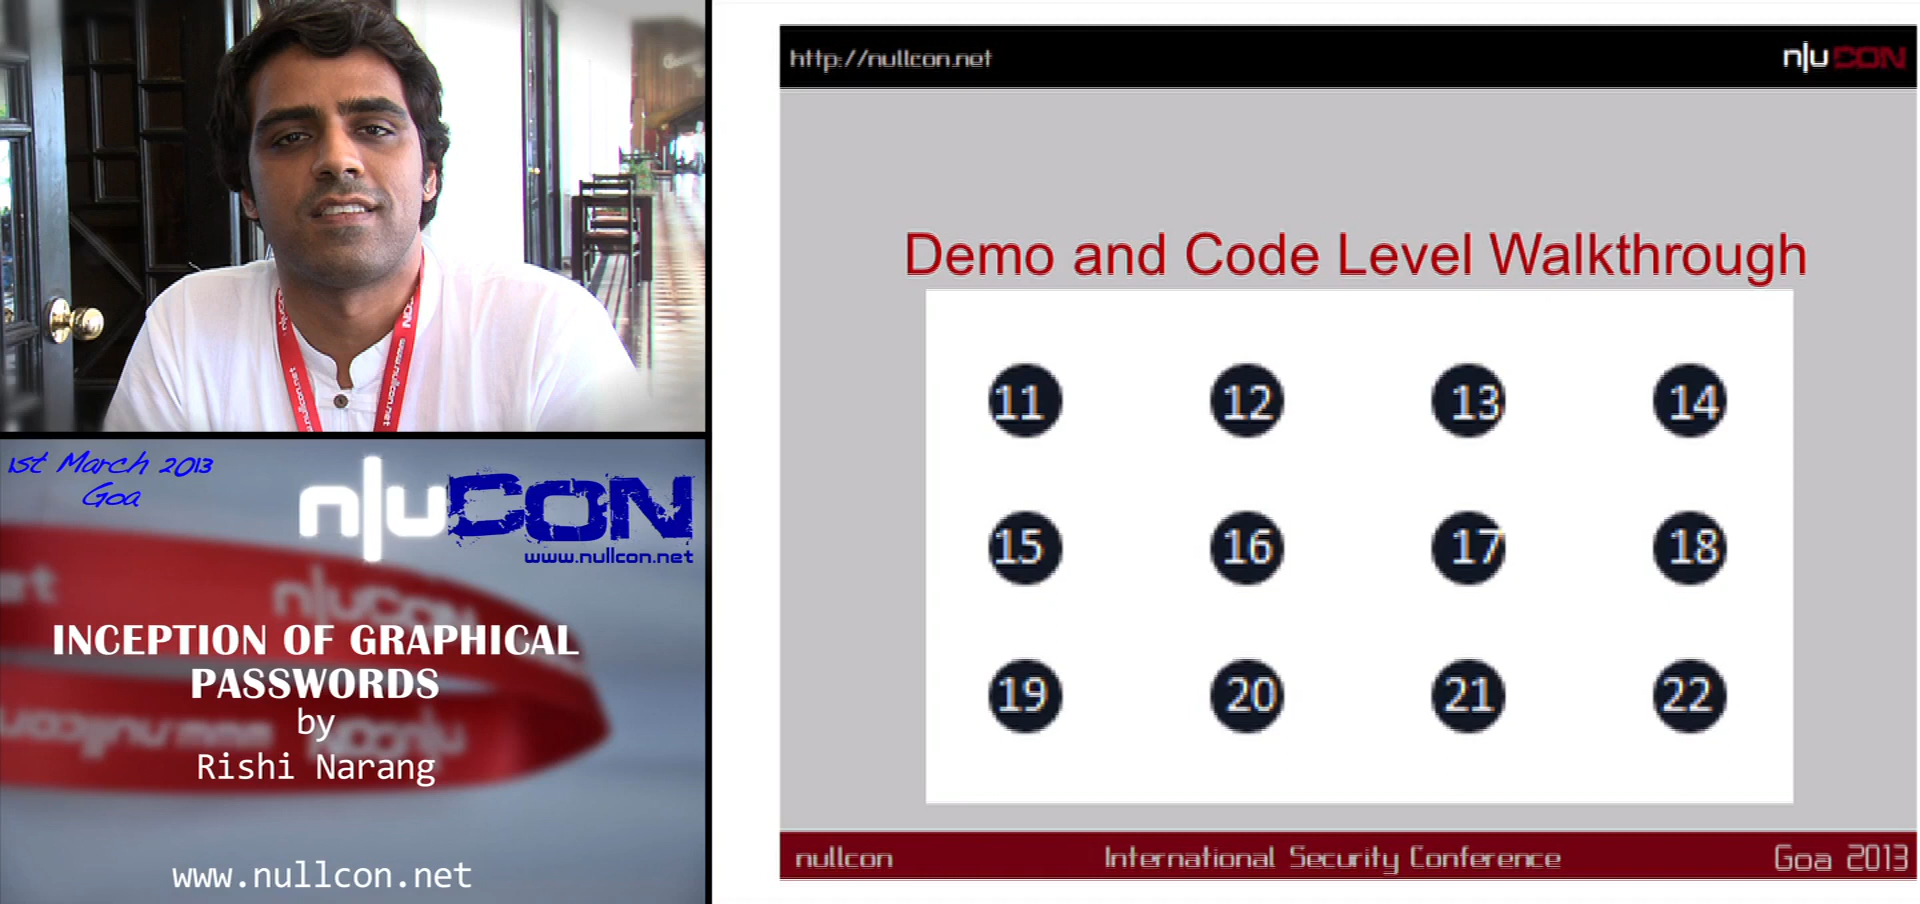 1st March 2013
Goa
n|u CON
www.nullcon.net
INCEPTION OF GRAPHICAL
PASSWORDS
by
Rishi Narang
www.nullcon.net
http://nullcon.net
n|u CON
Demo and Code Level Walkthrough
11 12 13 14
15 16 17 18
19 20 21 22
nullcon International Security Conference Goa 2013